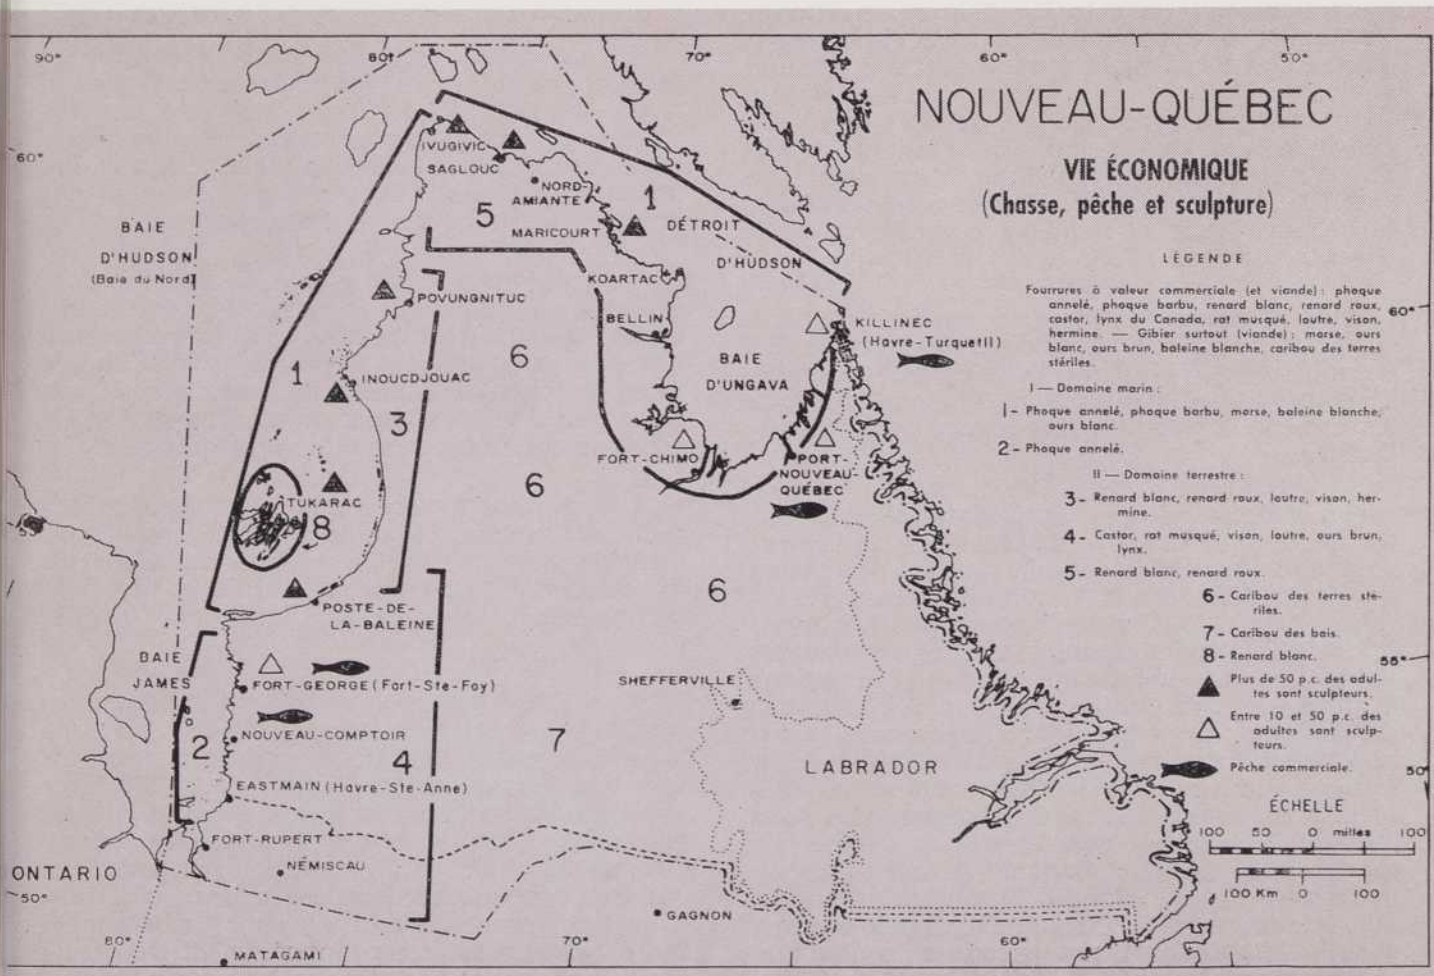 90°
80°
70°
60°
50°
NOUVEAU-QUÉBEC
VIE ÉCONOMIQUE
(Chasse, pêche et sculpture)
LÉGENDE
Fourrures à valeur commerciale (et viande) : phoque
annelé, phoque barbu, renard blanc, renard roux,
castor, lynx du Canada, rat musqué, loutre, vison,
hermine. — Gibier surtout (viande) : morse, ours
blanc, ours brun, baleine blanche, caribou des terres
stériles.
I — Domaine marin :
1 - Phoque annelé, phoque barbu, morse, baleine blanche,
ours blanc.
2 - Phoque annelé.
II — Domaine terrestre :
3 - Renard blanc, renard roux, loutre, vison, her-
mine.
4 - Castor, rat musqué, vison, loutre, ours brun,
lynx.
5 - Renard blanc, renard roux.
6 - Caribou des terres sté-
riles.
7 - Caribou des bois.
8 - Renard blanc.
Plus de 50 p.c. des adul-
tes sont sculpteurs.
Entre 10 et 50 p.c. des
adultes sont sculp-
teurs.
Pêche commerciale.
ÉCHELLE
100 50 0 milles 100
100 Km 0 100
60°
60°
55°
55°
50°
50°
IVUGIVIC
SAGLOUC
NORD-
AMIANTE
1
5
MARICOURT
DÉTROIT
D'HUDSON
BAIE
D'HUDSON
(Baie du Nord)
KOARTAC
POVUNGNITUC
BELLIN
KILLINEC
(Havre-Turquetil)
BAIE
D'UNGAVA
6
1
INOUCDJOUAC
3
FORT-CHIMO
PORT-
NOUVEAU-
QUÉBEC
6
TUKARAC
8
6
POSTE-DE-
LA-BALEINE
BAIE
JAMES
FORT-GEORGE (Fort-Ste-Foy)
SHEFFERVILLE
NOUVEAU-COMPTOIR
2
4
7
LABRADOR
EASTMAIN (Havre-Ste-Anne)
FORT-RUPERT
NÉMISCAU
ONTARIO
GAGNON
MATAGAMI
80°
70°
60°